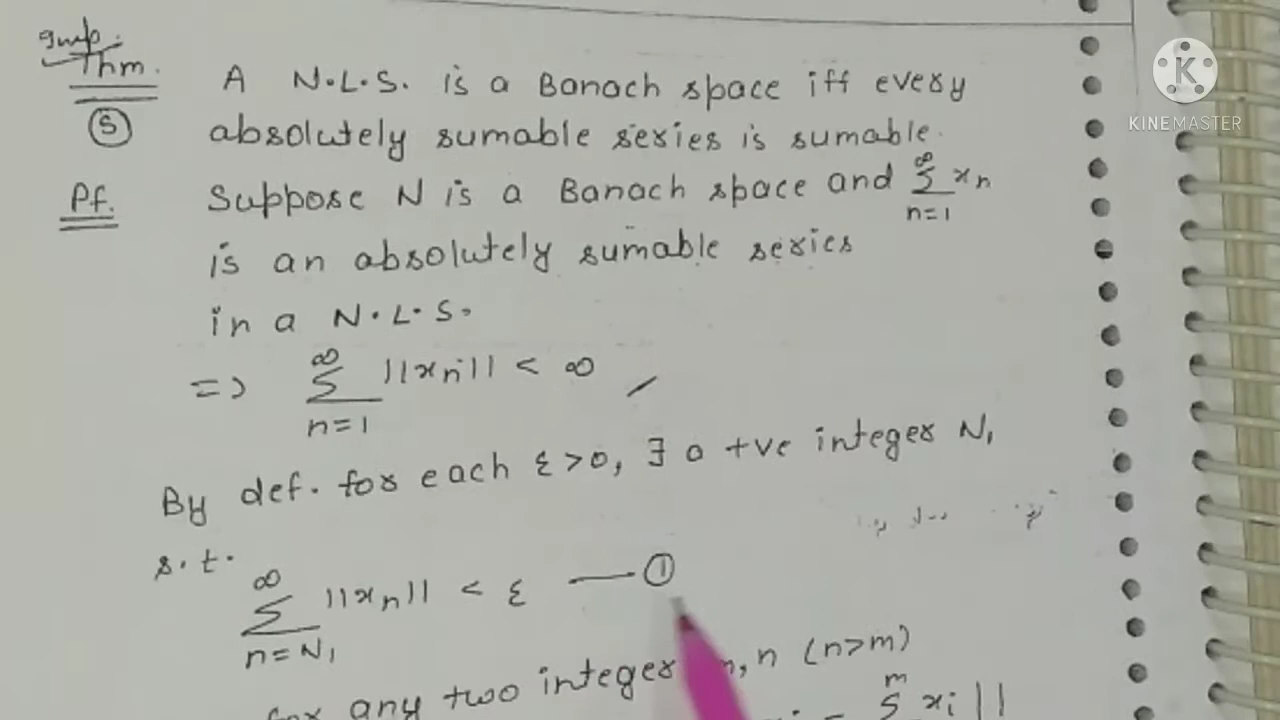 Imp.
Thm. A N.L.S. is a Banach space iff every
⑤ absolutely sumable series is sumable.
Pf. Suppose N is a Banach space and ∞ Σ n=1 xn
is an absolutely sumable series
in a N.L.S.
=> ∞ Σ n=1 ||xn|| < ∞
By def. for each ε>0, ∃ a +ve integer N1
s.t.
∞ Σ n=N1 ||xn|| < ε — ①
for any two integer m, n (n>m)
- m Σ xi ||
K
KINEMASTER